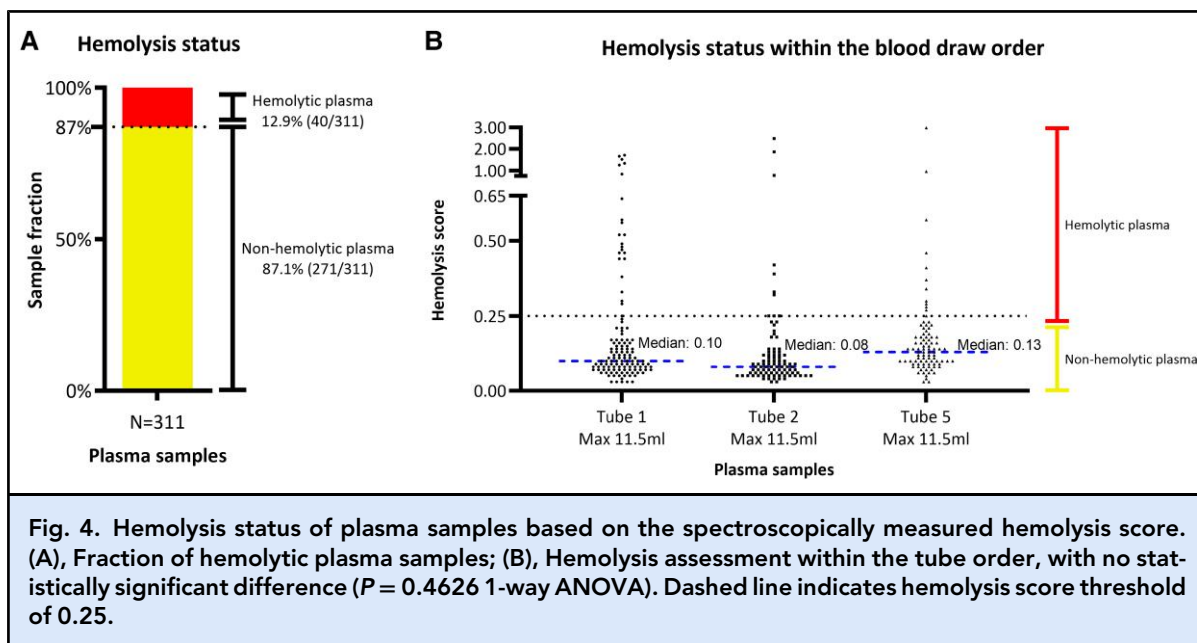 A
Hemolysis status
100%
87%
50%
0%
Sample fraction
Hemolytic plasma
12.9% (40/311)
Non-hemolytic plasma
87.1% (271/311)
N=311
Plasma samples
B
Hemolysis status within the blood draw order
3.00
2.00
1.00
0.65
0.50
0.25
0.00
Hemolysis score
Median: 0.10
Median: 0.08
Median: 0.13
Hemolytic plasma
Non-hemolytic plasma
Tube 1
Max 11.5ml
Tube 2
Max 11.5ml
Tube 5
Max 11.5ml
Plasma samples
Fig. 4. Hemolysis status of plasma samples based on the spectroscopically measured hemolysis score.
(A), Fraction of hemolytic plasma samples; (B), Hemolysis assessment within the tube order, with no stat-
istically significant difference (P = 0.4626 1-way ANOVA). Dashed line indicates hemolysis score threshold
of 0.25.